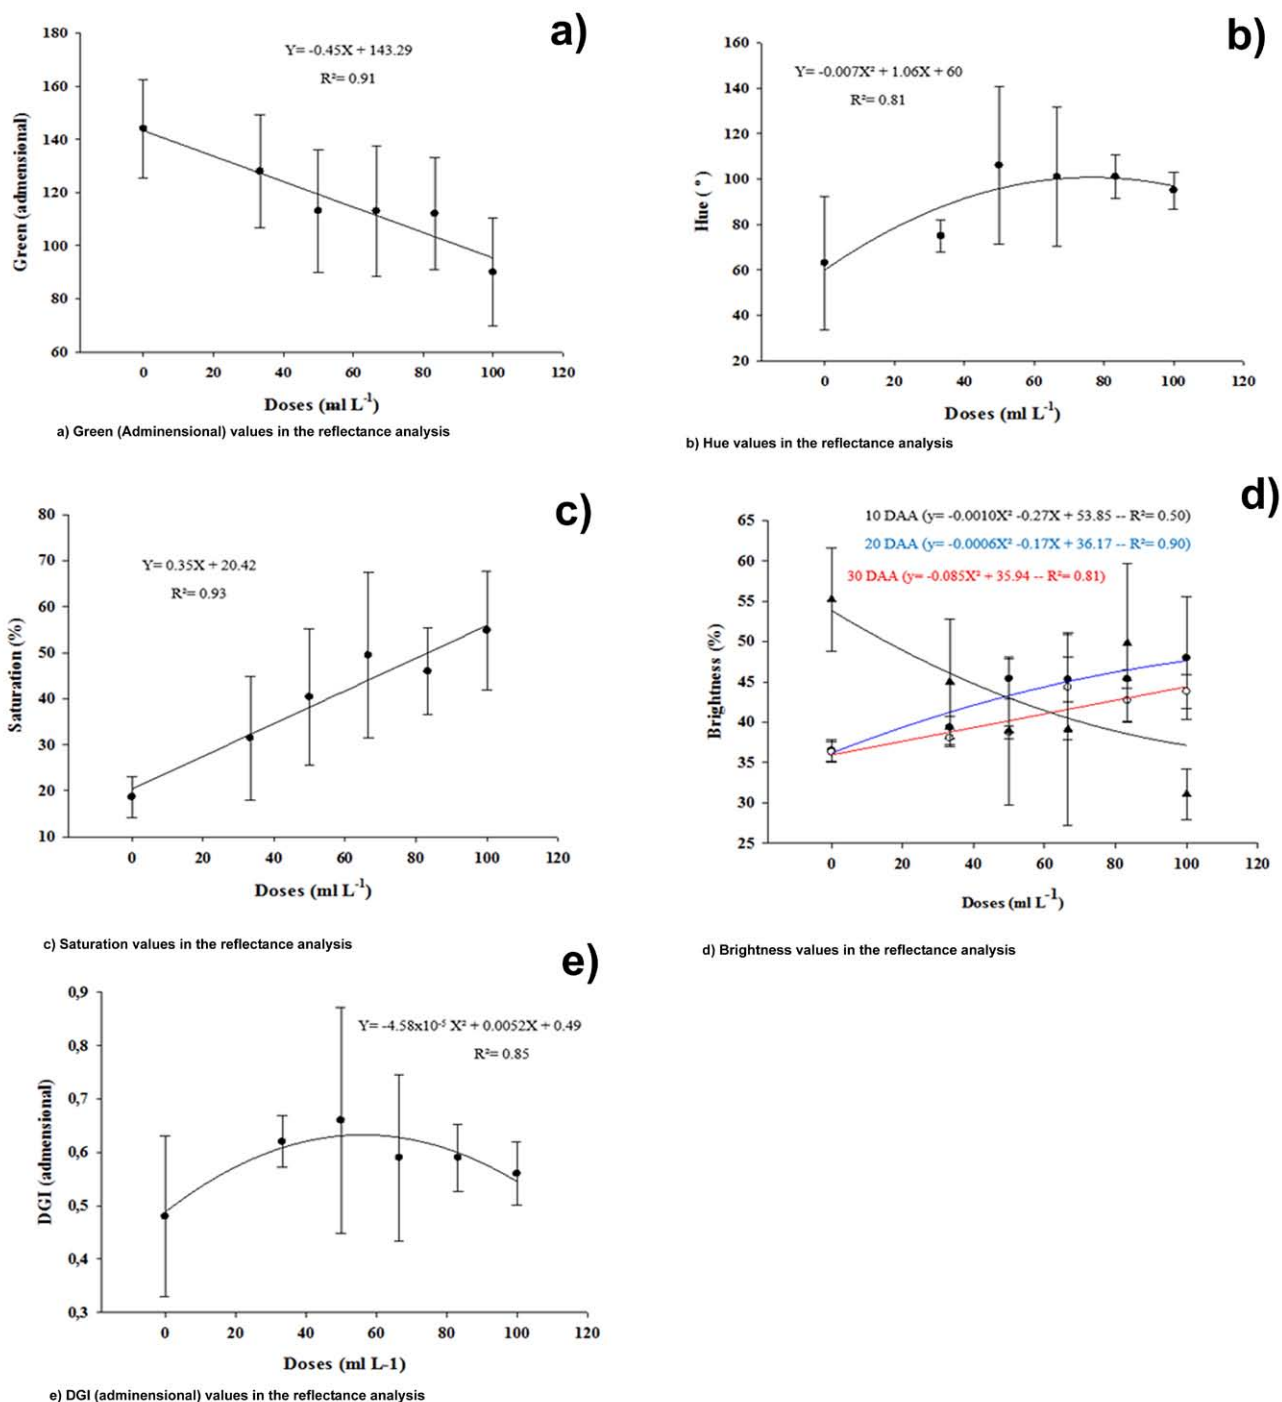 a)
Y= -0.45X + 143.29
R²= 0.91
Green (admensional)
180
160
140
120
100
80
60
0 20 40 60 80 100 120
Doses (ml L⁻¹)
a) Green (Adminensional) values in the reflectance analysis
b)
Y= -0.007X² + 1.06X + 60
R²= 0.81
Hue ( ° )
160
140
120
100
80
60
40
20
0 20 40 60 80 100 120
Doses (ml L⁻¹)
b) Hue values in the reflectance analysis
c)
Y= 0.35X + 20.42
R²= 0.93
Saturation (%)
80
70
60
50
40
30
20
10
0 20 40 60 80 100 120
Doses (ml L⁻¹)
c) Saturation values in the reflectance analysis
d)
10 DAA (y= -0.0010X² -0.27X + 53.85 -- R²= 0.50)
20 DAA (y= -0.0006X² -0.17X + 36.17 -- R²= 0.90)
30 DAA (y= -0.085X² + 35.94 -- R²= 0.81)
Brightness (%)
65
60
55
50
45
40
35
30
25
0 20 40 60 80 100 120
Doses (ml L⁻¹)
d) Brightness values in the reflectance analysis
e)
Y= -4.58x10⁻⁵ X² + 0.0052X + 0.49
R²= 0.85
DGI (admensional)
0,9
0,8
0,7
0,6
0,5
0,4
0,3
0 20 40 60 80 100 120
Doses (ml L-1)
e) DGI (adminensional) values in the reflectance analysis